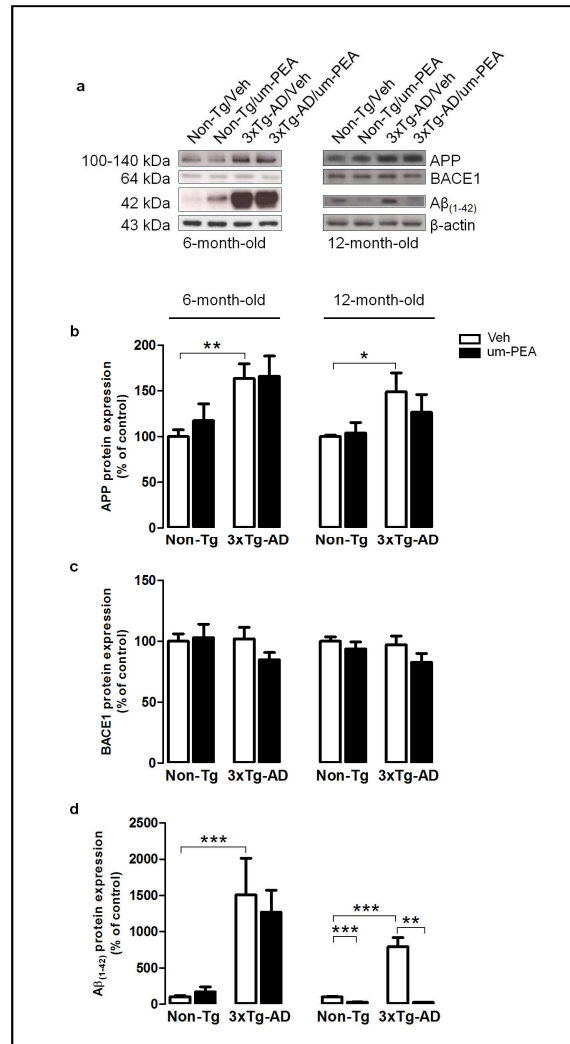 a
Non-Tg/Veh
Non-Tg/um-PEA
3xTg-AD/Veh
3xTg-AD/um-PEA
Non-Tg/Veh
Non-Tg/um-PEA
3xTg-AD/Veh
3xTg-AD/um-PEA
100-140 kDa APP
64 kDa BACE1
42 kDa Aβ(1-42)
43 kDa β-actin
6-month-old 12-month-old
6-month-old 12-month-old
b
Veh
um-PEA
APP protein expression
(% of control)
200
150
100
50
0
**
*
Non-Tg 3xTg-AD Non-Tg 3xTg-AD
c
BACE1 protein expression
(% of control)
150
100
50
0
Non-Tg 3xTg-AD Non-Tg 3xTg-AD
d
Aβ(1-42) protein expression
(% of control)
2500
2000
1500
1000
500
0
***
***
***
**
Non-Tg 3xTg-AD Non-Tg 3xTg-AD